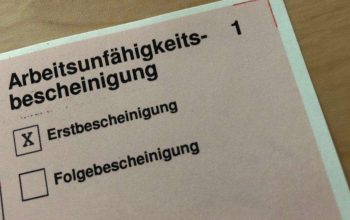 Arbeitsunfähigkeits- 1
bescheinigung
X Erstbescheinigung
Folgebescheinigung